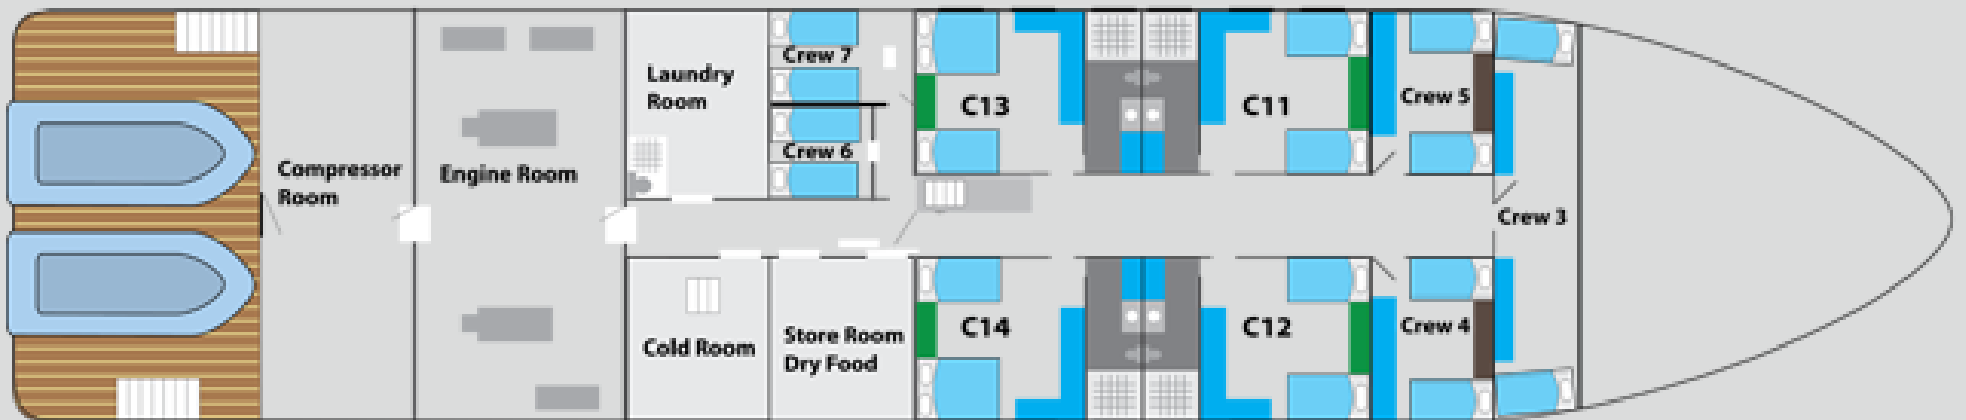 Compressor
Room
Engine Room
Laundry
Room
Crew 7
Crew 6
Cold Room
Store Room
Dry Food
C13
C14
C11
C12
Crew 5
Crew 4
Crew 3